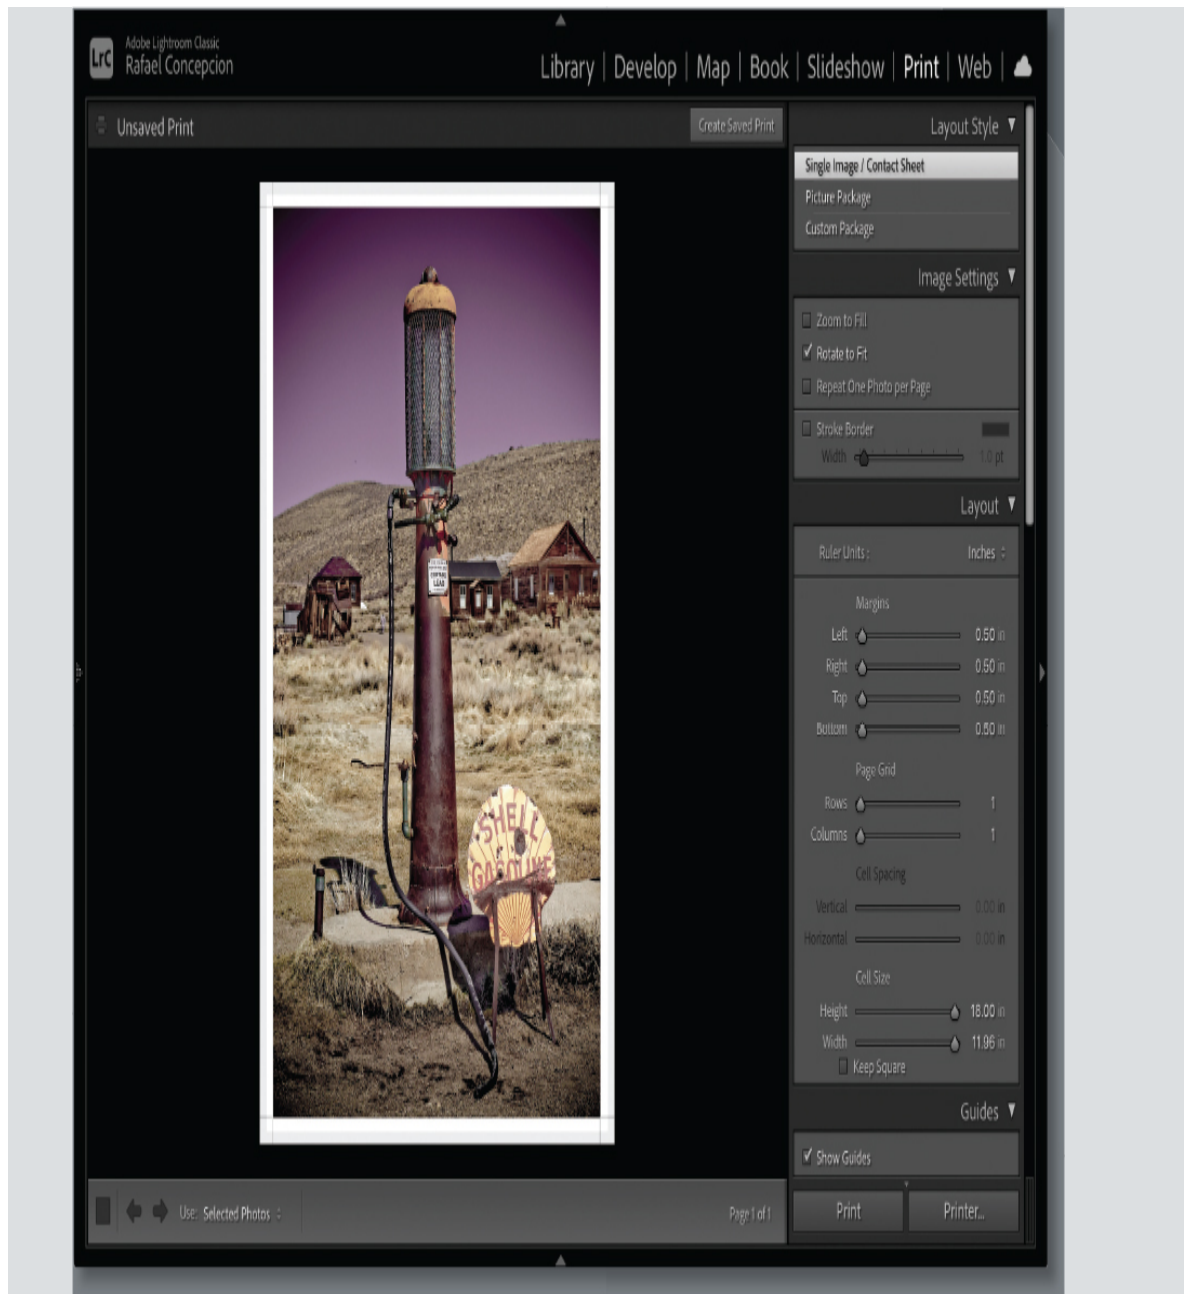 LrC
Adobe Lightroom Classic
Rafael Concepcion
Library | Develop | Map | Book | Slideshow | Print | Web |
Unsaved Print
Create Saved Print
Layout Style
Single Image / Contact Sheet
Picture Package
Custom Package
Image Settings
Zoom to Fill
Rotate to Fit
Repeat One Photo per Page
Stroke Border
Width 1.0 pt
Layout
Ruler Units: Inches
Margins
Left 0.50 in
Right 0.50 in
Top 0.50 in
Bottom 0.50 in
Page Grid
Rows 1
Columns 1
Cell Spacing
Vertical 0.00 in
Horizontal 0.00 in
Cell Size
Height 18.00 in
Width 11.96 in
Keep Square
Guides
Show Guides
Print
Printer...
Use: Selected Photos
Page 1 of 1
CONTAINS
LEAD
SHELL
GASOLINE